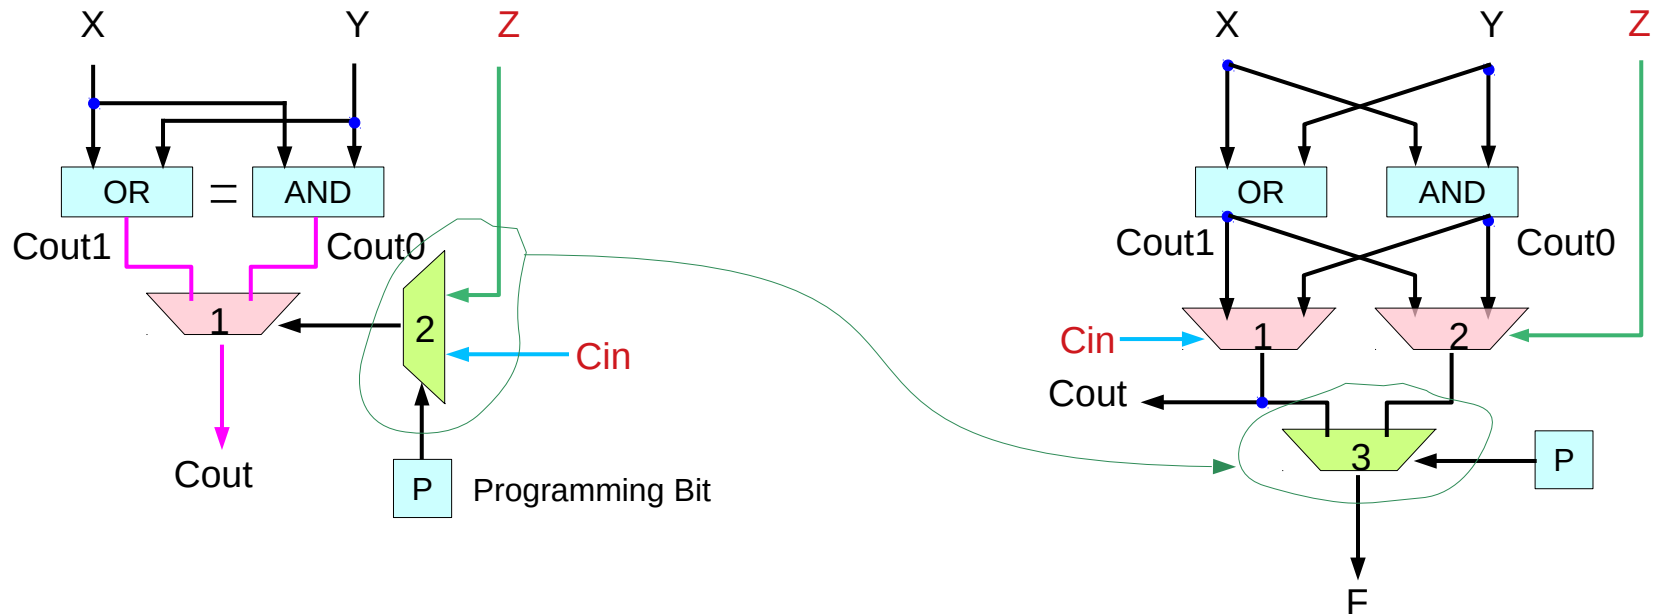 X Y Z
OR = AND
Cout1 Cout0
1 2
Cin
Cout
P Programming Bit
X Y Z
OR AND
Cout1 Cout0
Cin 1 2
Cout
3 P
F